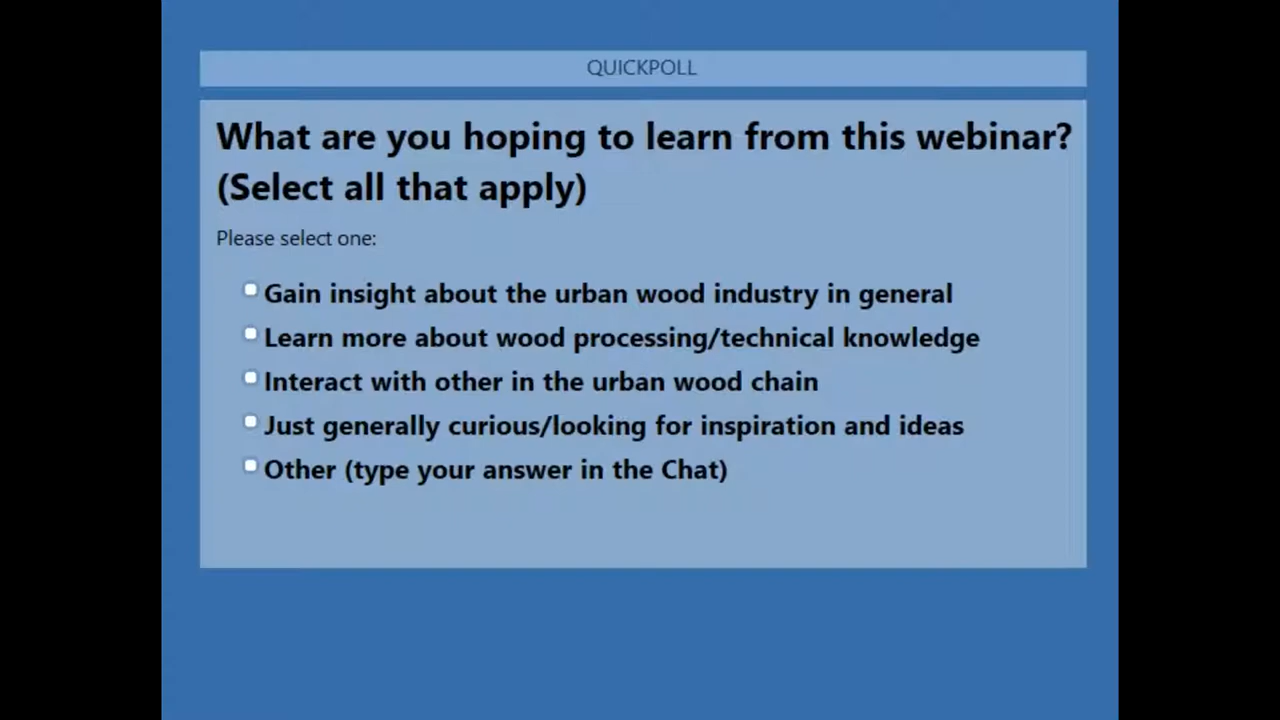 QUICKPOLL
What are you hoping to learn from this webinar?
(Select all that apply)
Please select one:
Gain insight about the urban wood industry in general
Learn more about wood processing/technical knowledge
Interact with other in the urban wood chain
Just generally curious/looking for inspiration and ideas
Other (type your answer in the Chat)